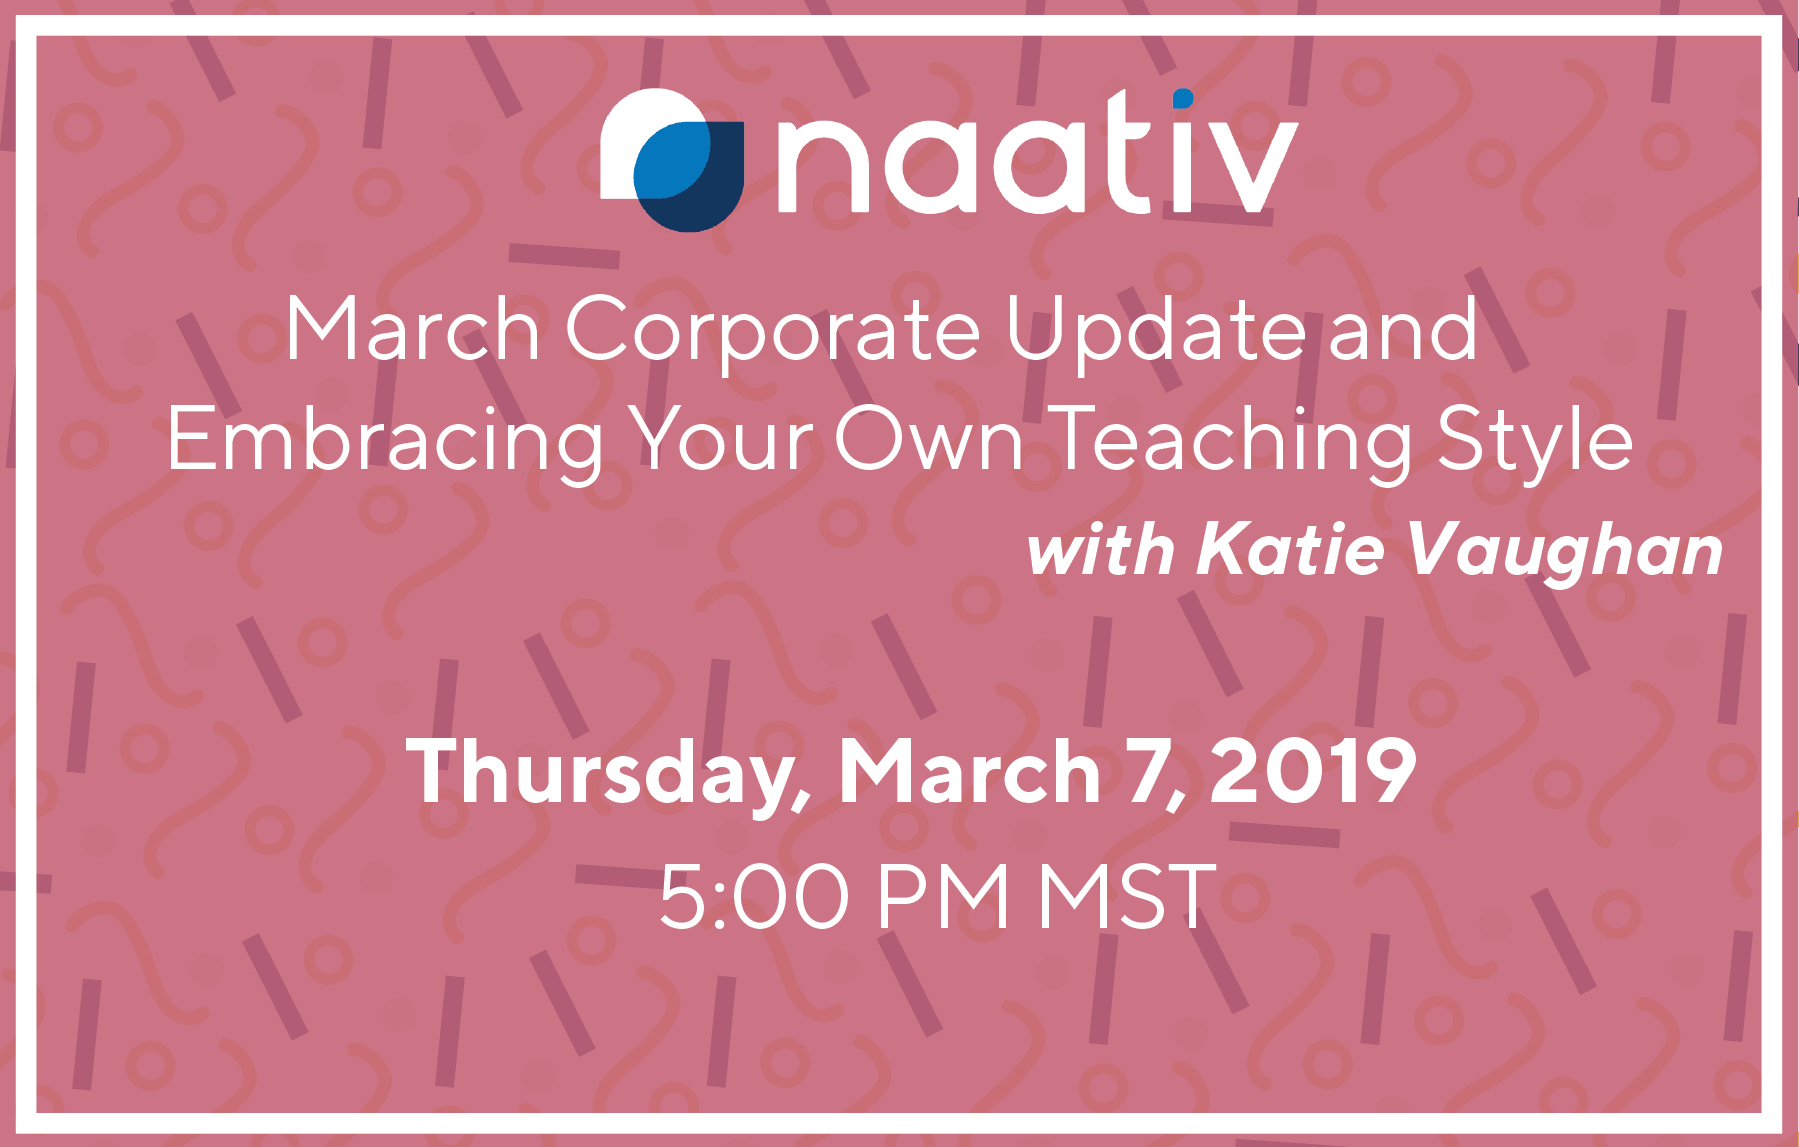 naativ
March Corporate Update and
Embracing Your Own Teaching Style
with Katie Vaughan
Thursday, March 7, 2019
5:00 PM MST